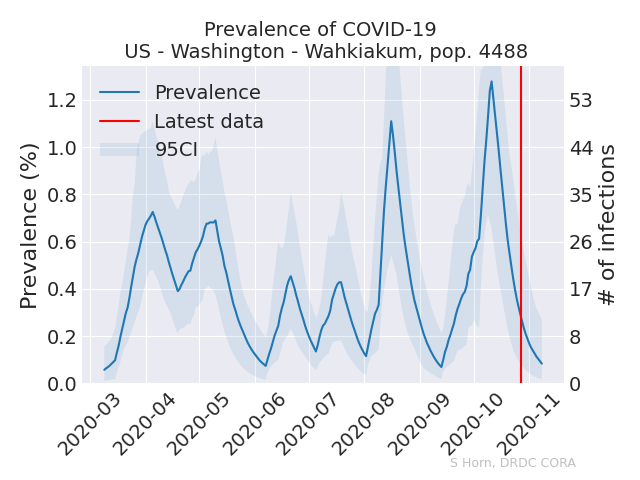 Prevalence of COVID-19
US - Washington - Wahkiakum, pop. 4488
Prevalence
Latest data
95CI
Prevalence (%)
1.2
1.0
0.8
0.6
0.4
0.2
0.0
# of infections
53
44
35
26
17
8
0
2020-03
2020-04
2020-05
2020-06
2020-07
2020-08
2020-09
2020-10
2020-11
S Horn, DRDC CORA